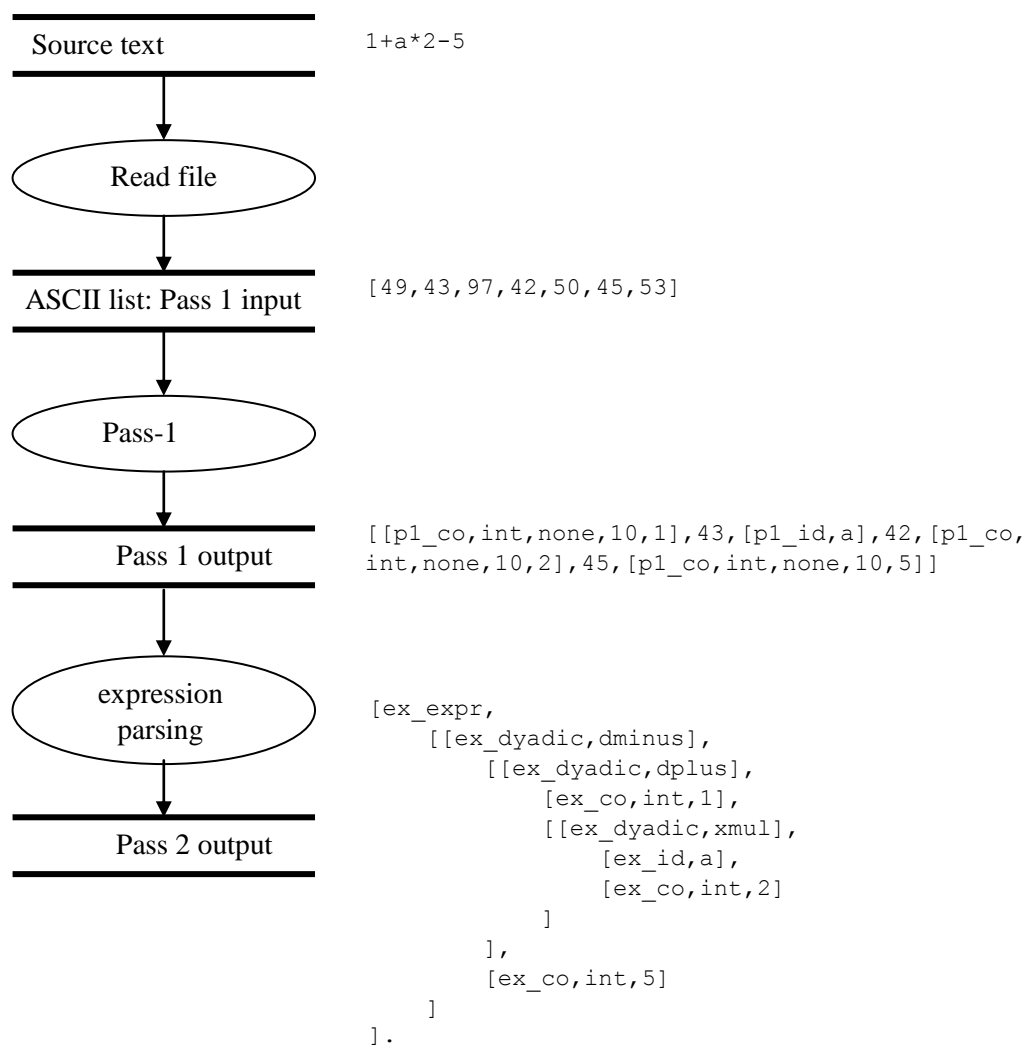 Source text
1+a*2-5
Read file
ASCII list: Pass 1 input
[49,43,97,42,50,45,53]
Pass-1
Pass 1 output
[[p1_co,int,none,10,1],43,[p1_id,a],42,[p1_co,
int,none,10,2],45,[p1_co,int,none,10,5]]
expression
parsing
Pass 2 output
[ex_expr,
    [[ex_dyadic,dminus],
        [[ex_dyadic,dplus],
            [ex_co,int,1],
            [[ex_dyadic,xmul],
                [ex_id,a],
                [ex_co,int,2]
            ]
        ],
        [ex_co,int,5]
    ]
].